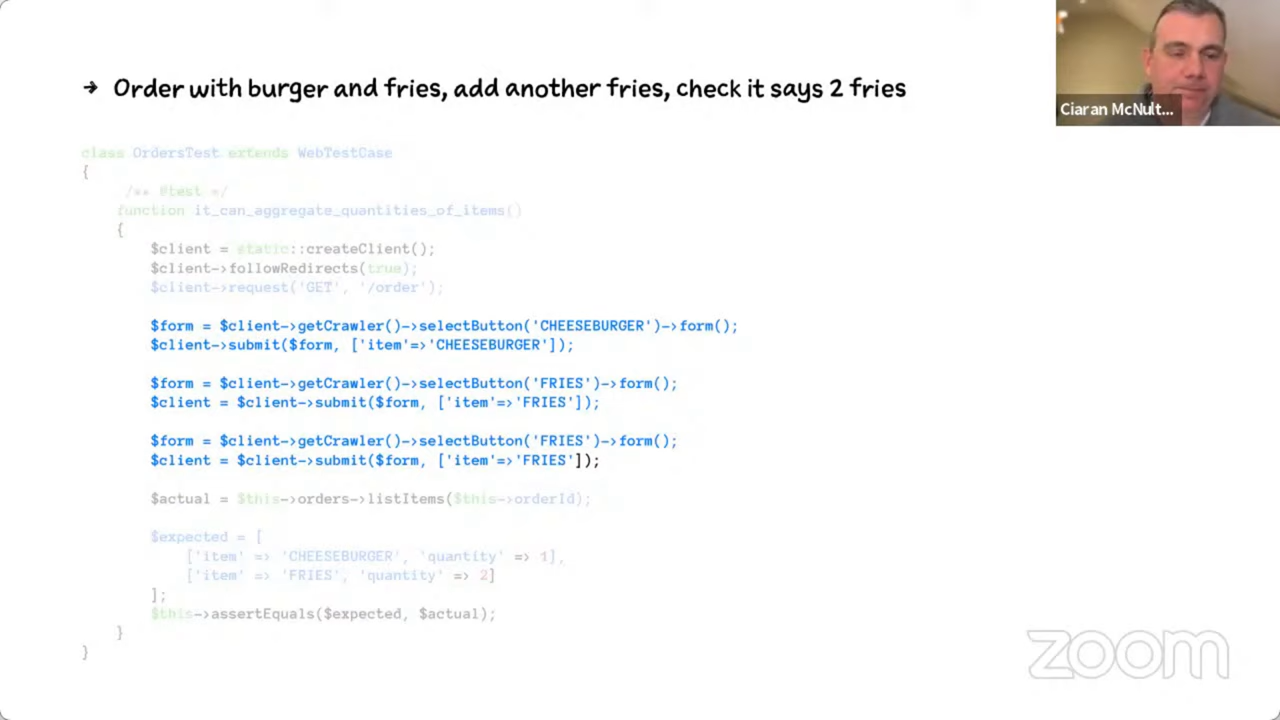 → Order with burger and fries, add another fries, check it says 2 fries
Ciaran McNult...
class OrdersTest extends WebTestCase
{
/** @test */
function it_can_aggregate_quantities_of_items()
{
$client = static::createClient();
$client->followRedirects(true);
$client->request('GET', '/order');
$form = $client->getCrawler()->selectButton('CHEESEBURGER')->form();
$client->submit($form, ['item'=>'CHEESEBURGER']);
$form = $client->getCrawler()->selectButton('FRIES')->form();
$client = $client->submit($form, ['item'=>'FRIES']);
$form = $client->getCrawler()->selectButton('FRIES')->form();
$client = $client->submit($form, ['item'=>'FRIES']);
$actual = $this->orders->listItems($this->orderId);
$expected = [
['item' => 'CHEESEBURGER', 'quantity' => 1],
['item' => 'FRIES', 'quantity' => 2]
];
$this->assertEquals($expected, $actual);
}
}
zoom